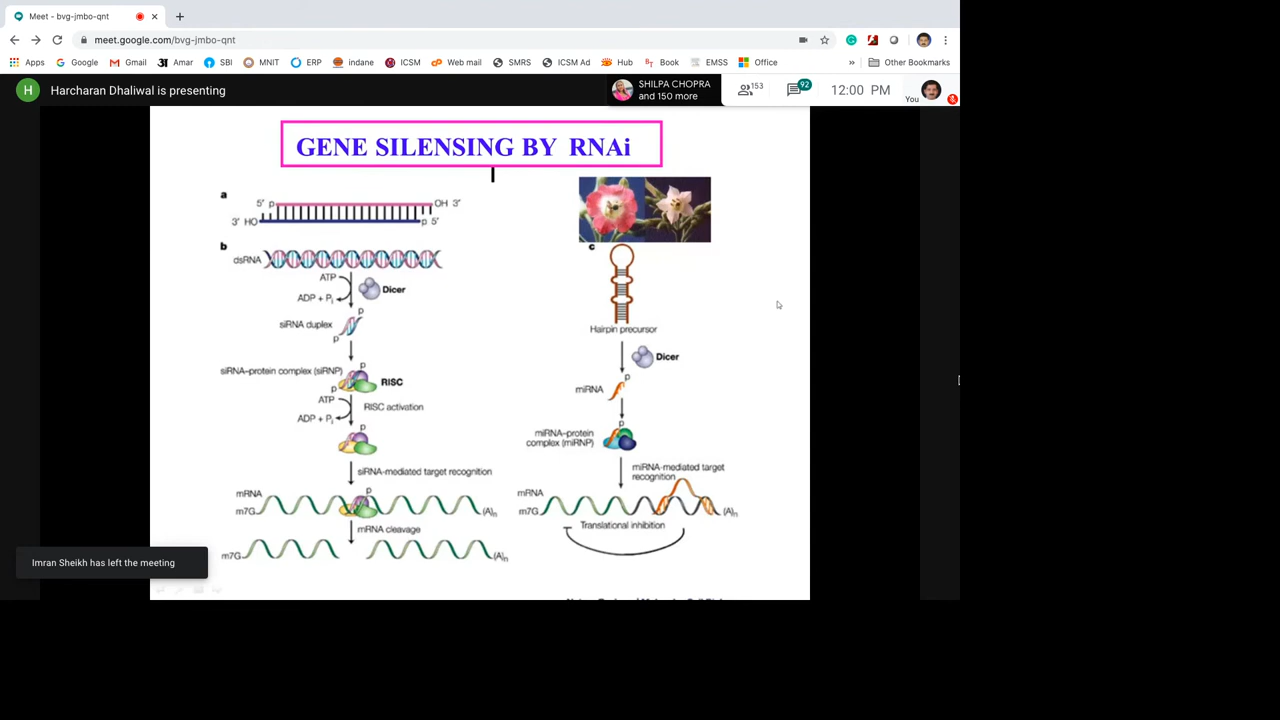 Meet - bvg-jmbo-qnt
meet.google.com/bvg-jmbo-qnt
Apps Google Gmail Amar SBI MNIT ERP indane ICSM Web mail SMRS ICSM Ad Hub Book EMSS Office » Other Bookmarks
H Harcharan Dhaliwal is presenting
SHILPA CHOPRA
and 150 more
153
92
12:00 PM
You
GENE SILENSING BY RNAi
a
5' p OH 3'
3' HO p 5'
b
dsRNA
ATP
ADP + Pi
Dicer
p
siRNA duplex
p
siRNA–protein complex (siRNP)
p
p
RISC
ATP
ADP + Pi
RISC activation
p
siRNA-mediated target recognition
mRNA
p
m7G (A)n
mRNA cleavage
m7G (A)n
c
Hairpin precursor
Dicer
p
miRNA
p
miRNA–protein
complex (miRNP)
miRNA-mediated target
recognition
mRNA
m7G (A)n
Translational inhibition
Imran Sheikh has left the meeting